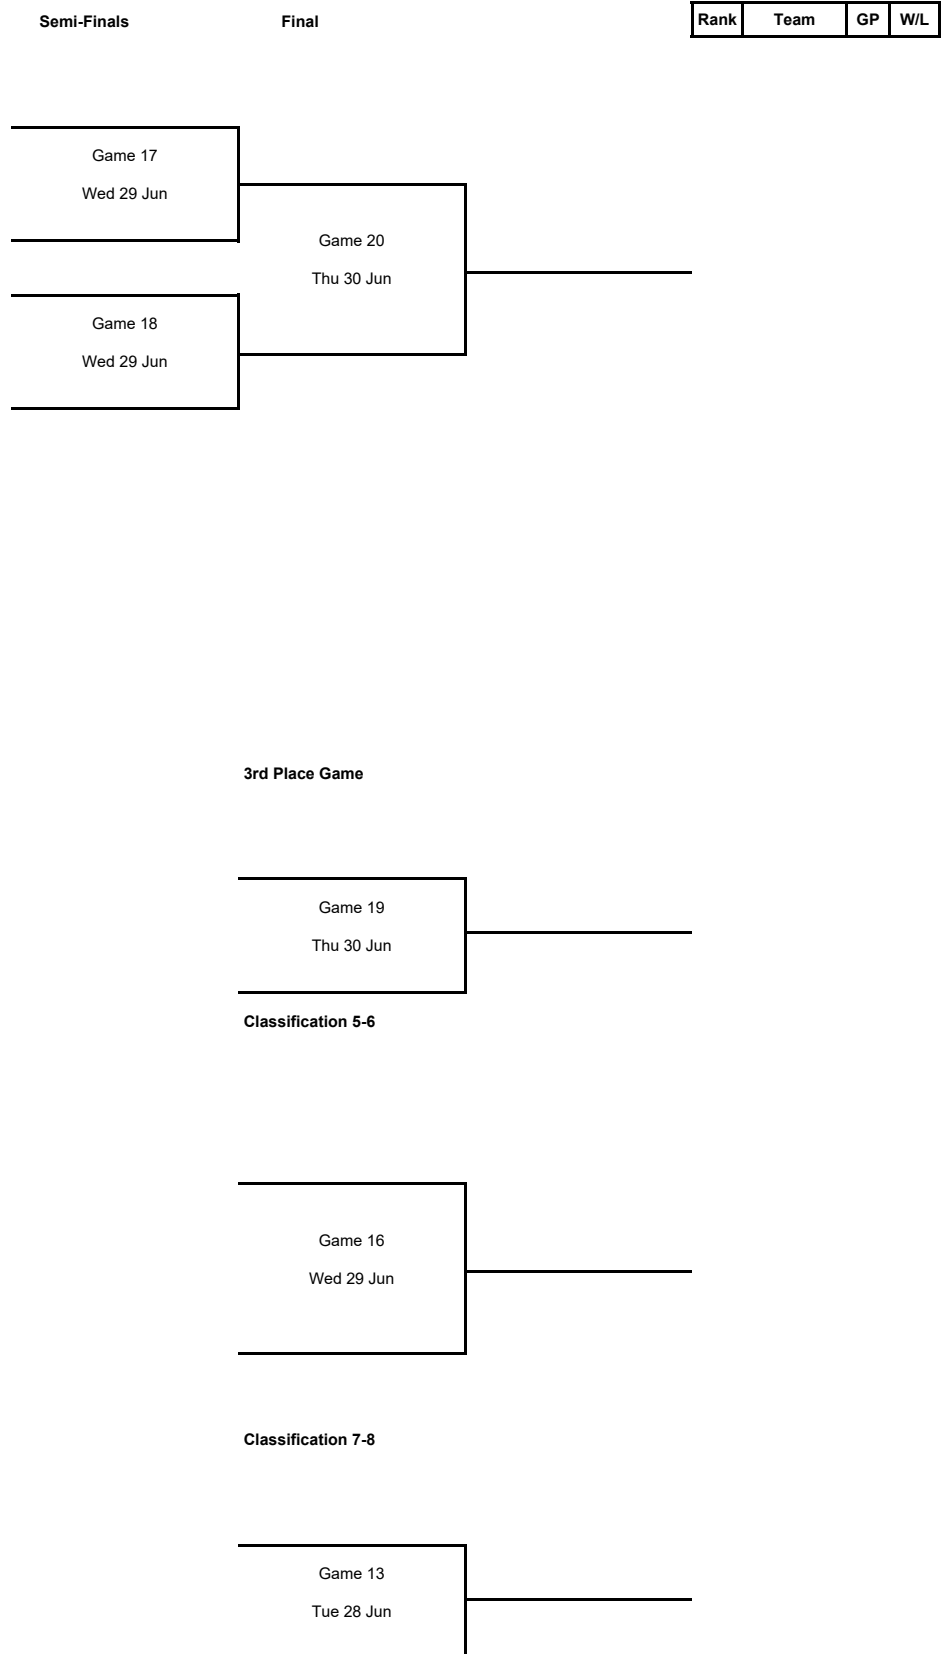 Semi-Finals Final Rank Team GP W/L
Game 17
Wed 29 Jun
Game 20
Thu 30 Jun
Game 18
Wed 29 Jun
3rd Place Game
Game 19
Thu 30 Jun
Classification 5-6
Game 16
Wed 29 Jun
Classification 7-8
Game 13
Tue 28 Jun